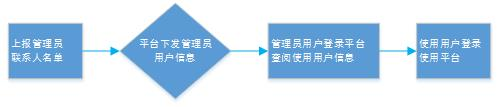 上报管理员
联系人名单
平台下发管理员
用户信息
管理员用户登录平台
查阅使用用户信息
使用用户登录
使用平台